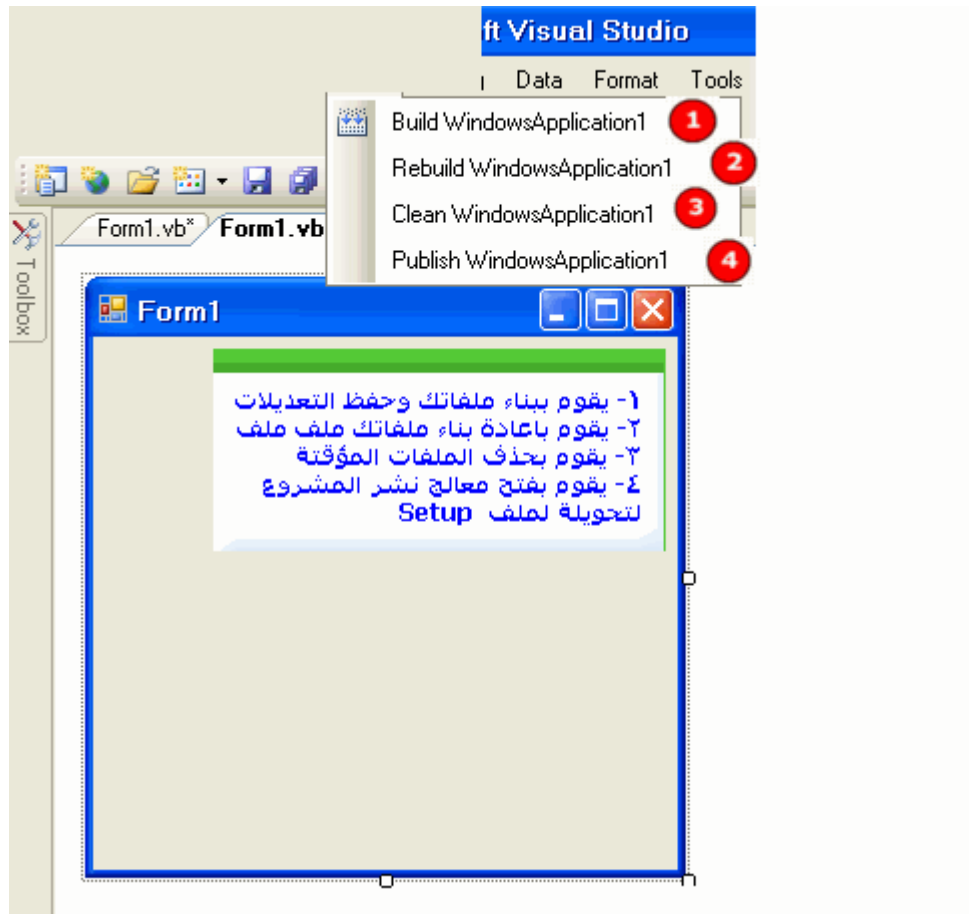 ft Visual Studio
Data Format Tools
Build WindowsApplication1 1
Rebuild WindowsApplication1 2
Clean WindowsApplication1 3
Publish WindowsApplication1 4
Form1.vb* Form1.vb
Toolbox
Form1
١- يقوم ببناء ملفاتك وحفظ التعديلات
٢- يقوم باعادة بناء ملفاتك ملف ملف
٣- يقوم بحذف الملفات المؤقتة
٤- يقوم بفتح معالج نشر المشروع
لتحويلة لملف Setup